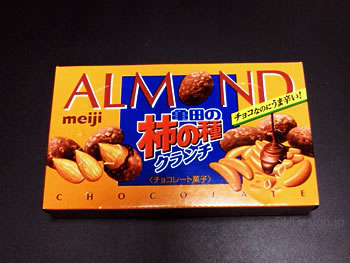 ALMOND
チョコなのにうま辛い!
meiji
亀田の
柿の種
クランチ
〈チョコレート菓子〉
CHOCOLATE